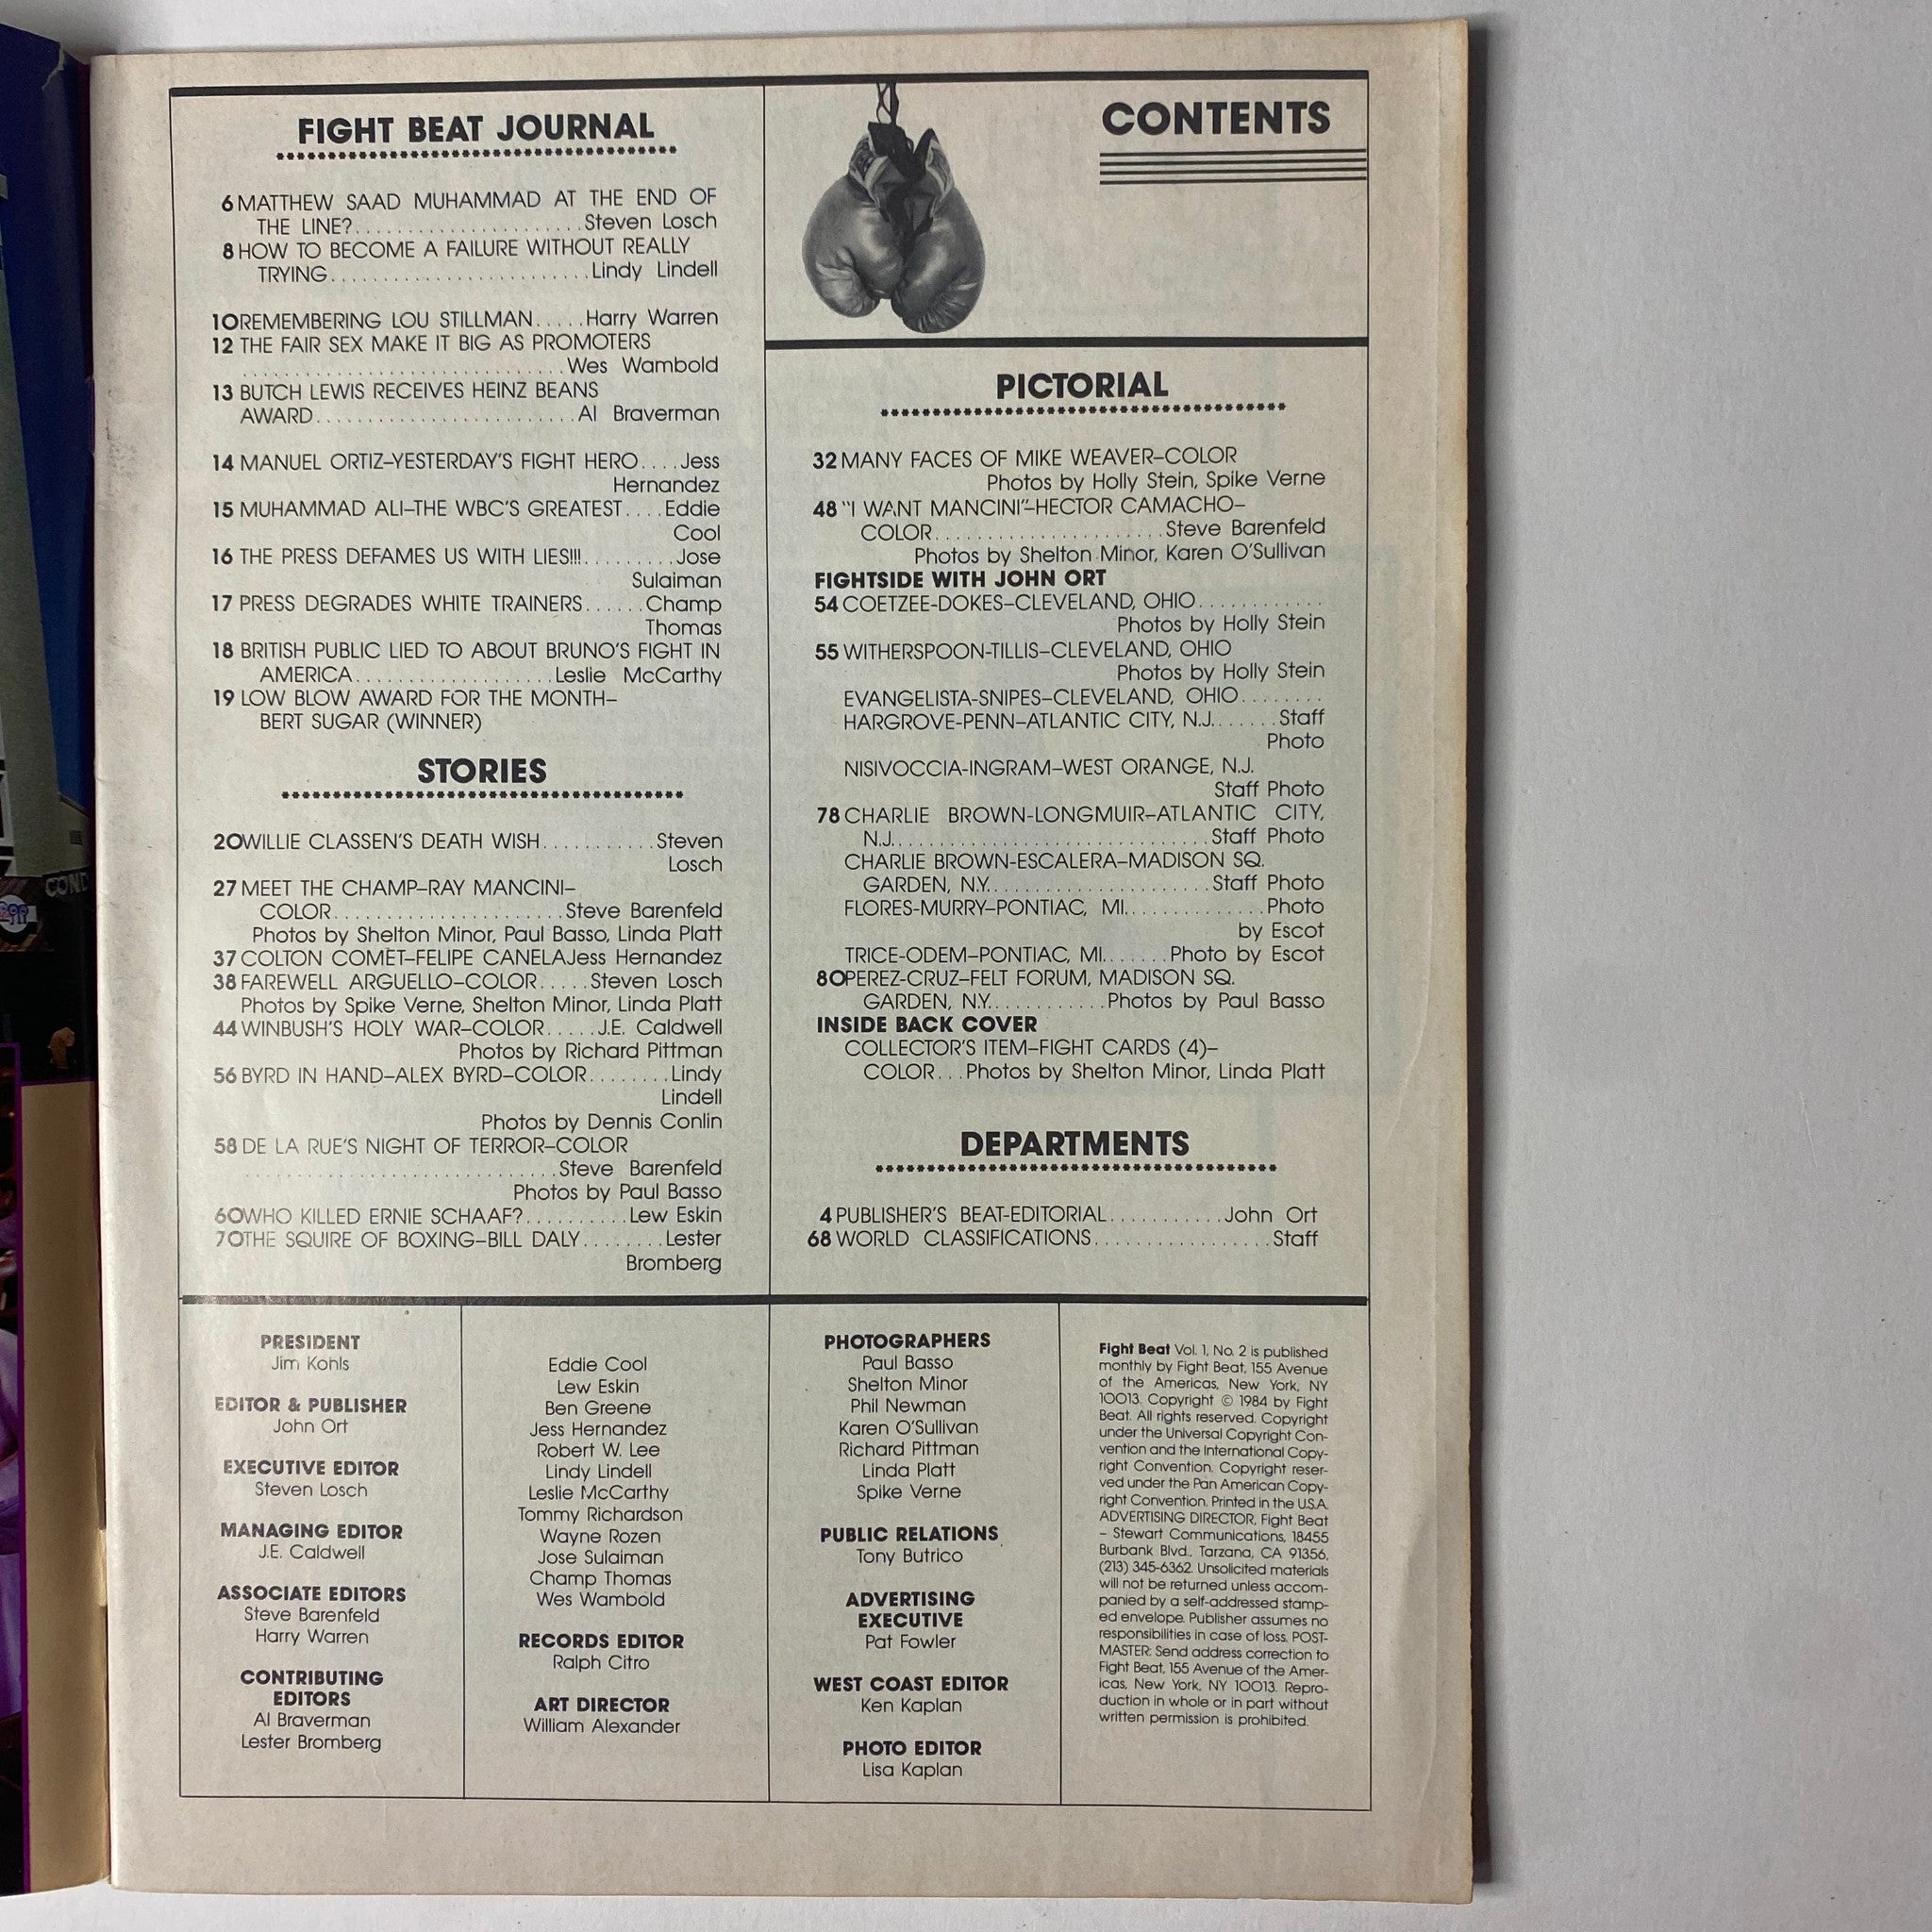 FIGHT BEAT JOURNAL
6 MATTHEW SAAD MUHAMMAD AT THE END OF
THE LINE?......................Steven Losch
8 HOW TO BECOME A FAILURE WITHOUT REALLY
TRYING.........................Lindy Lindell
10 REMEMBERING LOU STILLMAN.....Harry Warren
12 THE FAIR SEX MAKE IT BIG AS PROMOTERS
...............................Wes Wambold
13 BUTCH LEWIS RECEIVES HEINZ BEANS
AWARD.........................Al Braverman
14 MANUEL ORTIZ–YESTERDAY'S FIGHT HERO....Jess
Hernandez
15 MUHAMMAD ALI–THE WBC'S GREATEST....Eddie
Cool
16 THE PRESS DEFAMES US WITH LIES!!!.........Jose
Sulaiman
17 PRESS DEGRADES WHITE TRAINERS......Champ
Thomas
18 BRITISH PUBLIC LIED TO ABOUT BRUNO'S FIGHT IN
AMERICA...................Leslie McCarthy
19 LOW BLOW AWARD FOR THE MONTH–
BERT SUGAR (WINNER)
STORIES
20 WILLIE CLASSEN'S DEATH WISH...........Steven
Losch
27 MEET THE CHAMP–RAY MANCINI–
COLOR......................Steve Barenfeld
Photos by Shelton Minor, Paul Basso, Linda Platt
37 COLTON COMET–FELIPE CANELAJess Hernandez
38 FAREWELL ARGUELLO–COLOR.....Steven Losch
Photos by Spike Verne, Shelton Minor, Linda Platt
44 WINBUSH'S HOLY WAR–COLOR.....J.E. Caldwell
Photos by Richard Pittman
56 BYRD IN HAND–ALEX BYRD–COLOR........Lindy
Lindell
Photos by Dennis Conlin
58 DE LA RUE'S NIGHT OF TERROR–COLOR
..............................Steve Barenfeld
Photos by Paul Basso
60 WHO KILLED ERNIE SCHAAF?..........Lew Eskin
70 THE SQUIRE OF BOXING–BILL DALY........Lester
Bromberg
CONTENTS
PICTORIAL
32 MANY FACES OF MIKE WEAVER–COLOR
Photos by Holly Stein, Spike Verne
48 "I WANT MANCINI"–HECTOR CAMACHO–
COLOR......................Steve Barenfeld
Photos by Shelton Minor, Karen O'Sullivan
FIGHTSIDE WITH JOHN ORT
54 COETZEE-DOKES–CLEVELAND, OHIO............
Photos by Holly Stein
55 WITHERSPOON-TILLIS–CLEVELAND, OHIO
Photos by Holly Stein
EVANGELISTA-SNIPES–CLEVELAND, OHIO........
HARGROVE-PENN–ATLANTIC CITY, N.J.......Staff
Photo
NISIVOCCIA-INGRAM–WEST ORANGE, N.J.
Staff Photo
78 CHARLIE BROWN-LONGMUIR–ATLANTIC CITY,
N.J...............................Staff Photo
CHARLIE BROWN-ESCALERA–MADISON SQ.
GARDEN, N.Y......................Staff Photo
FLORES-MURRY–PONTIAC, MI..............Photo
by Escot
TRICE-ODEM–PONTIAC, MI.......Photo by Escot
80 PEREZ-CRUZ–FELT FORUM, MADISON SQ.
GARDEN, N.Y............Photos by Paul Basso
INSIDE BACK COVER
COLLECTOR'S ITEM–FIGHT CARDS (4)–
COLOR...Photos by Shelton Minor, Linda Platt
DEPARTMENTS
4 PUBLISHER'S BEAT-EDITORIAL...........John Ort
68 WORLD CLASSIFICATIONS.................Staff
PRESIDENT
Jim Kohls
EDITOR & PUBLISHER
John Ort
EXECUTIVE EDITOR
Steven Losch
MANAGING EDITOR
J.E. Caldwell
ASSOCIATE EDITORS
Steve Barenfeld
Harry Warren
CONTRIBUTING
EDITORS
Al Braverman
Lester Bromberg
Eddie Cool
Lew Eskin
Ben Greene
Jess Hernandez
Robert W. Lee
Lindy Lindell
Leslie McCarthy
Tommy Richardson
Wayne Rozen
Jose Sulaiman
Champ Thomas
Wes Wambold
RECORDS EDITOR
Ralph Citro
ART DIRECTOR
William Alexander
PHOTOGRAPHERS
Paul Basso
Shelton Minor
Phil Newman
Karen O'Sullivan
Richard Pittman
Linda Platt
Spike Verne
PUBLIC RELATIONS
Tony Butrico
ADVERTISING
EXECUTIVE
Pat Fowler
WEST COAST EDITOR
Ken Kaplan
PHOTO EDITOR
Lisa Kaplan
Fight Beat Vol. 1, No. 2 is published
monthly by Fight Beat, 155 Avenue
of the Americas, New York, NY
10013. Copyright © 1984 by Fight
Beat. All rights reserved. Copyright
under the Universal Copyright Con-
vention and the International Copy-
right Convention. Copyright reser-
ved under the Pan American Copy-
right Convention. Printed in the U.S.A.
ADVERTISING DIRECTOR, Fight Beat
– Stewart Communications, 18455
Burbank Blvd., Tarzana, CA 91356,
(213) 345-6362. Unsolicited materials
will not be returned unless accom-
panied by a self-addressed stamp-
ed envelope. Publisher assumes no
responsibilities in case of loss. POST-
MASTER: Send address correction to
Fight Beat, 155 Avenue of the Amer-
icas, New York, NY 10013. Repro-
duction in whole or in part without
written permission is prohibited.